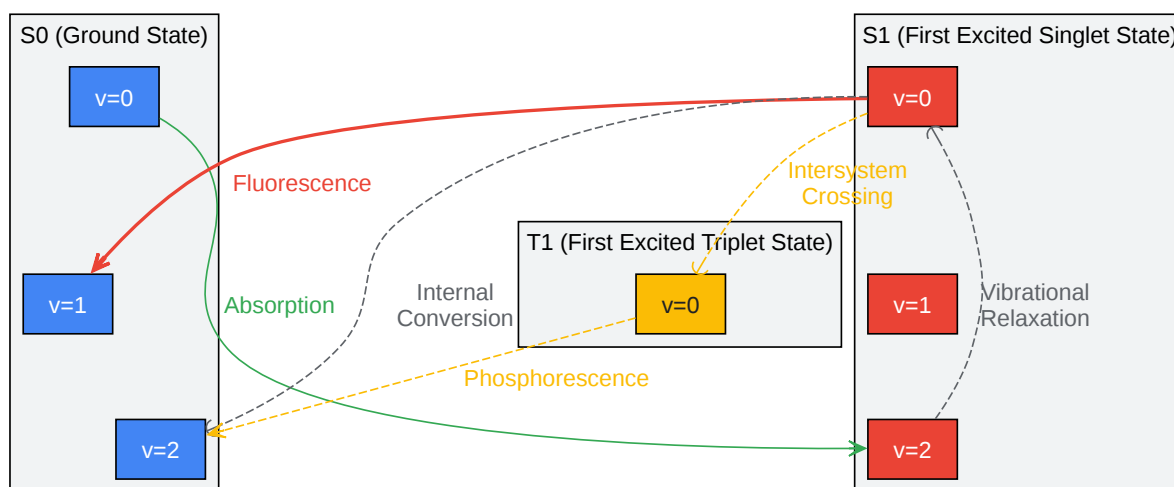 S0 (Ground State)
S1 (First Excited Singlet State)
v=0
v=0
Fluorescence
Intersystem
Crossing
T1 (First Excited Triplet State)
v=1
Absorption
Internal
Conversion
v=0
v=1
Vibrational
Relaxation
Phosphorescence
v=2
v=2